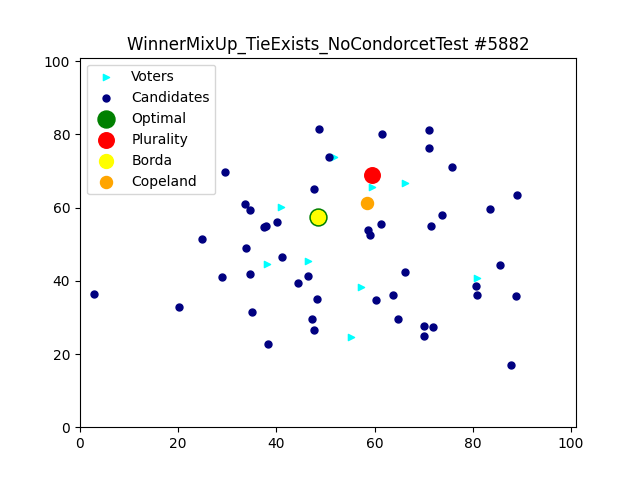 WinnerMixUp_TieExists_NoCondorcetTest #5882
Voters
Candidates
Optimal
Plurality
Borda
Copeland
100
80
60
40
20
0
0 20 40 60 80 100